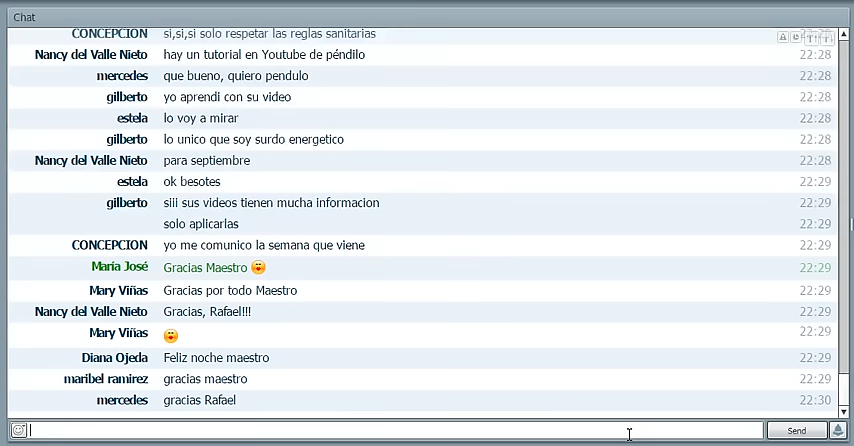 Chat
CONCEPCION si,si,si solo respetar las reglas sanitarias
Nancy del Valle Nieto hay un tutorial en Youtube de péndilo 22:28
mercedes que bueno, quiero pendulo 22:28
gilberto yo aprendi con su video 22:28
estela lo voy a mirar 22:28
gilberto lo unico que soy surdo energetico 22:28
Nancy del Valle Nieto para septiembre 22:28
estela ok besotes 22:29
gilberto siii sus videos tienen mucha informacion 22:29
solo aplicarlas 22:29
CONCEPCION yo me comunico la semana que viene 22:29
María José Gracias Maestro 22:29
Mary Viñas Gracias por todo Maestro 22:29
Nancy del Valle Nieto Gracias, Rafael!!! 22:29
Mary Viñas 22:29
Diana Ojeda Feliz noche maestro 22:29
maribel ramirez gracias maestro 22:29
mercedes gracias Rafael 22:30
Send